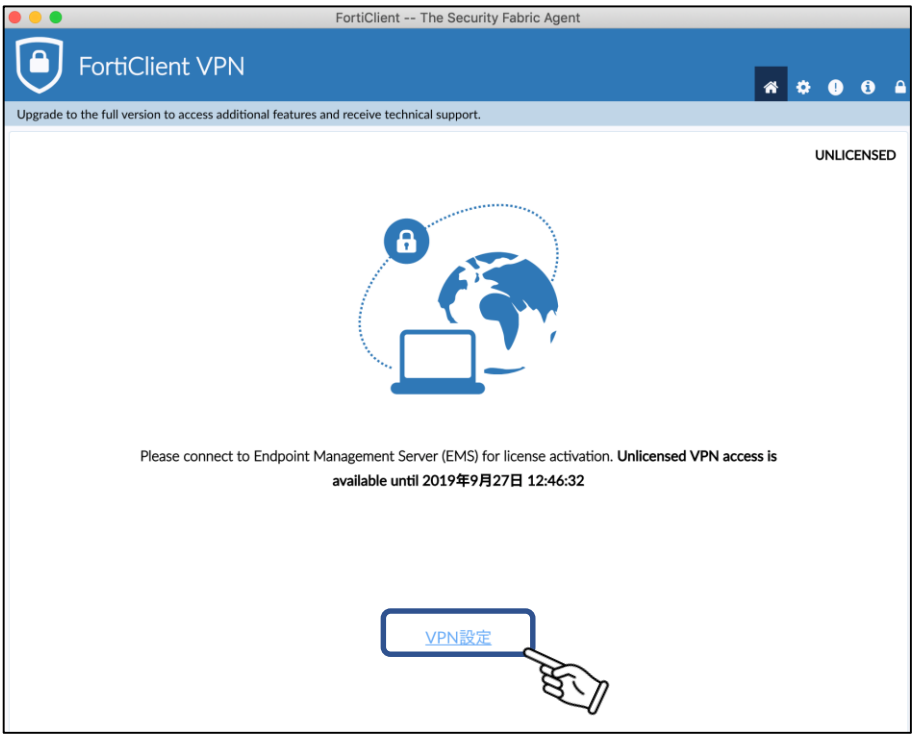 FortiClient -- The Security Fabric Agent
FortiClient VPN
Upgrade to the full version to access additional features and receive technical support.
UNLICENSED
Please connect to Endpoint Management Server (EMS) for license activation. Unlicensed VPN access is
available until 2019年9月27日 12:46:32
VPN設定